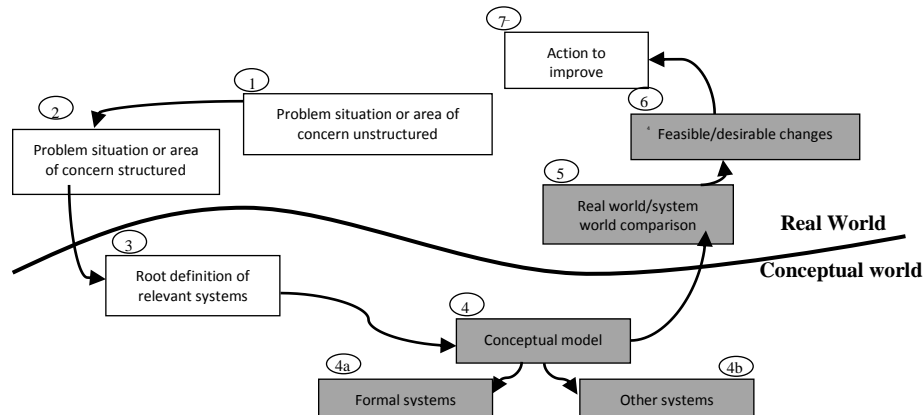 7
Action to
improve
1
Problem situation or area of
concern unstructured
2
Problem situation or area
of concern structured
6
Feasible/desirable changes
5
Real world/system
world comparison
Real World
Conceptual world
3
Root definition of
relevant systems
4
Conceptual model
4a
Formal systems
4b
Other systems